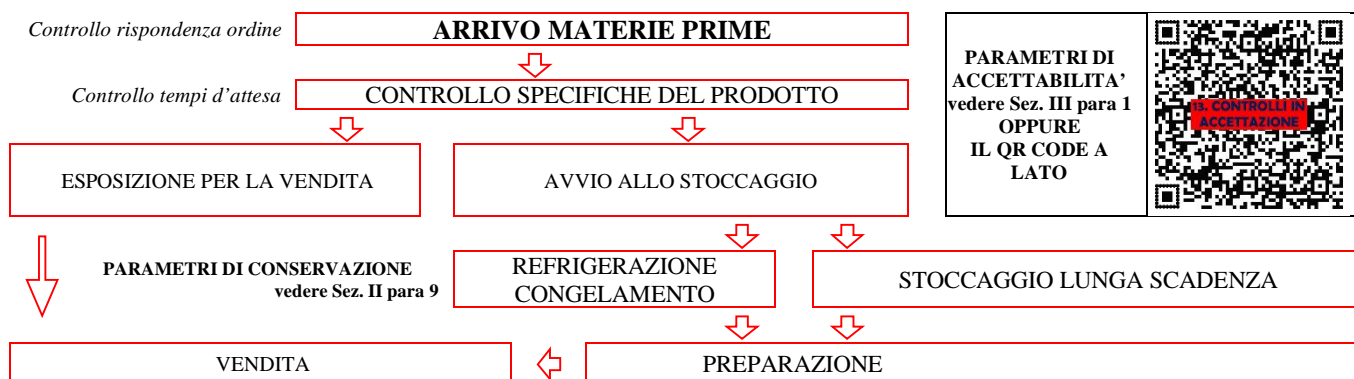 Controllo rispondenza ordine
ARRIVO MATERIE PRIME
Controllo tempi d'attesa
CONTROLLO SPECIFICHE DEL PRODOTTO
PARAMETRI DI
ACCETTABILITA'
vedere Sez. III para 1
OPPURE
IL QR CODE A
LATO
13. CONTROLLI IN
ACCETTAZIONE
ESPOSIZIONE PER LA VENDITA
AVVIO ALLO STOCCAGGIO
PARAMETRI DI CONSERVAZIONE
vedere Sez. II para 9
REFRIGERAZIONE
CONGELAMENTO
STOCCAGGIO LUNGA SCADENZA
VENDITA
PREPARAZIONE